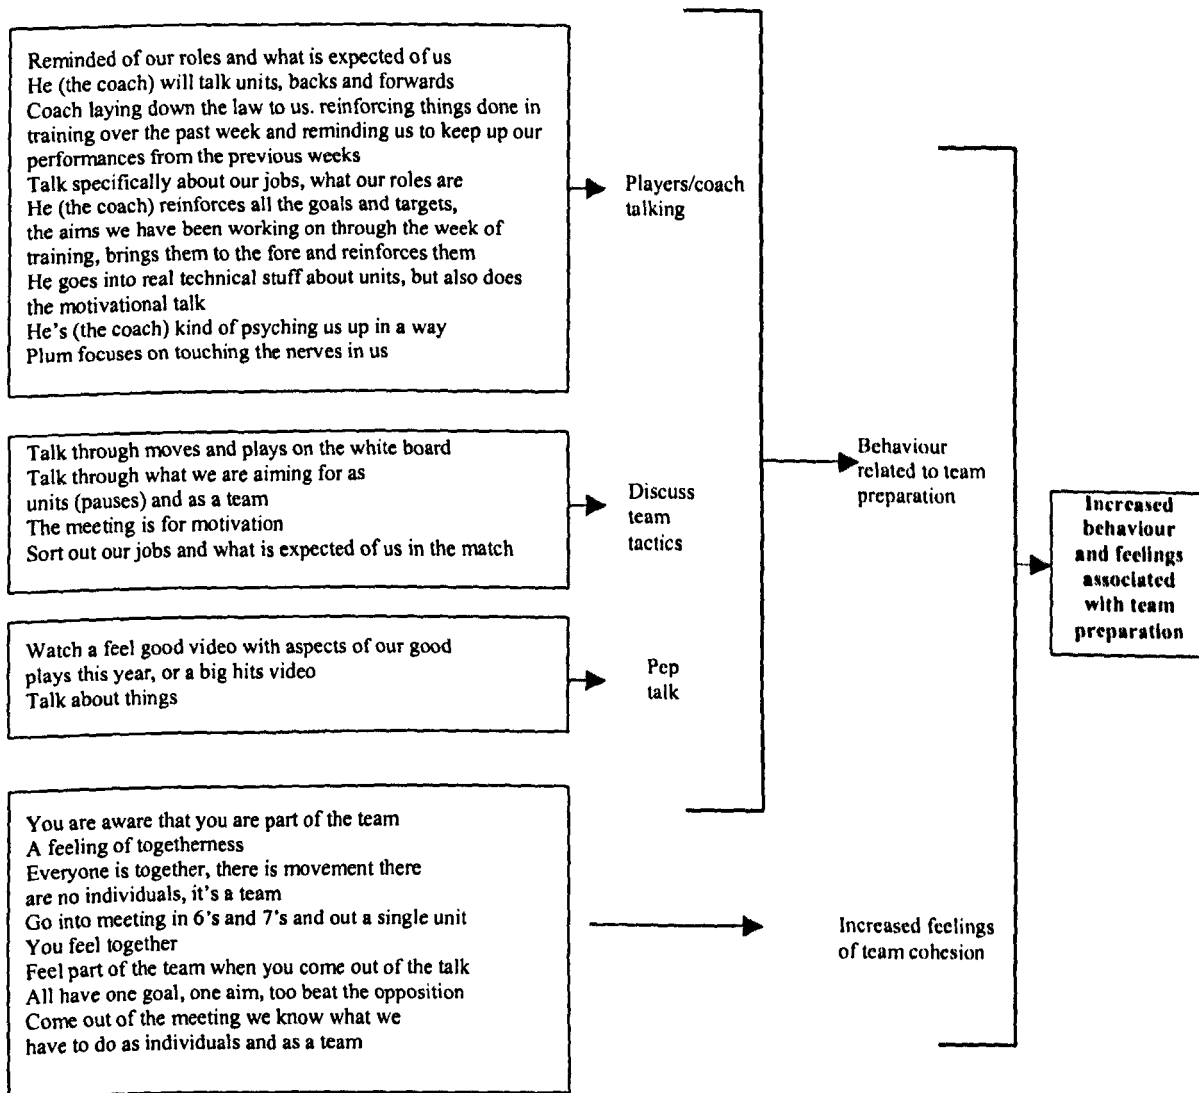 Reminded of our roles and what is expected of us
He (the coach) will talk units, backs and forwards
Coach laying down the law to us. reinforcing things done in
training over the past week and reminding us to keep up our
performances from the previous weeks
Talk specifically about our jobs, what our roles are
He (the coach) reinforces all the goals and targets,
the aims we have been working on through the week of
training, brings them to the fore and reinforces them
He goes into real technical stuff about units, but also does
the motivational talk
He's (the coach) kind of psyching us up in a way
Plum focuses on touching the nerves in us
Players/coach
talking
Talk through moves and plays on the white board
Talk through what we are aiming for as
units (pauses) and as a team
The meeting is for motivation
Sort out our jobs and what is expected of us in the match
Discuss
team
tactics
Watch a feel good video with aspects of our good
plays this year, or a big hits video
Talk about things
Pep
talk
Behaviour
related to team
preparation
You are aware that you are part of the team
A feeling of togetherness
Everyone is together, there is movement there
are no individuals, it's a team
Go into meeting in 6's and 7's and out a single unit
You feel together
Feel part of the team when you come out of the talk
All have one goal, one aim, too beat the opposition
Come out of the meeting we know what we
have to do as individuals and as a team
Increased feelings
of team cohesion
Increased
behaviour
and feelings
associated
with team
preparation